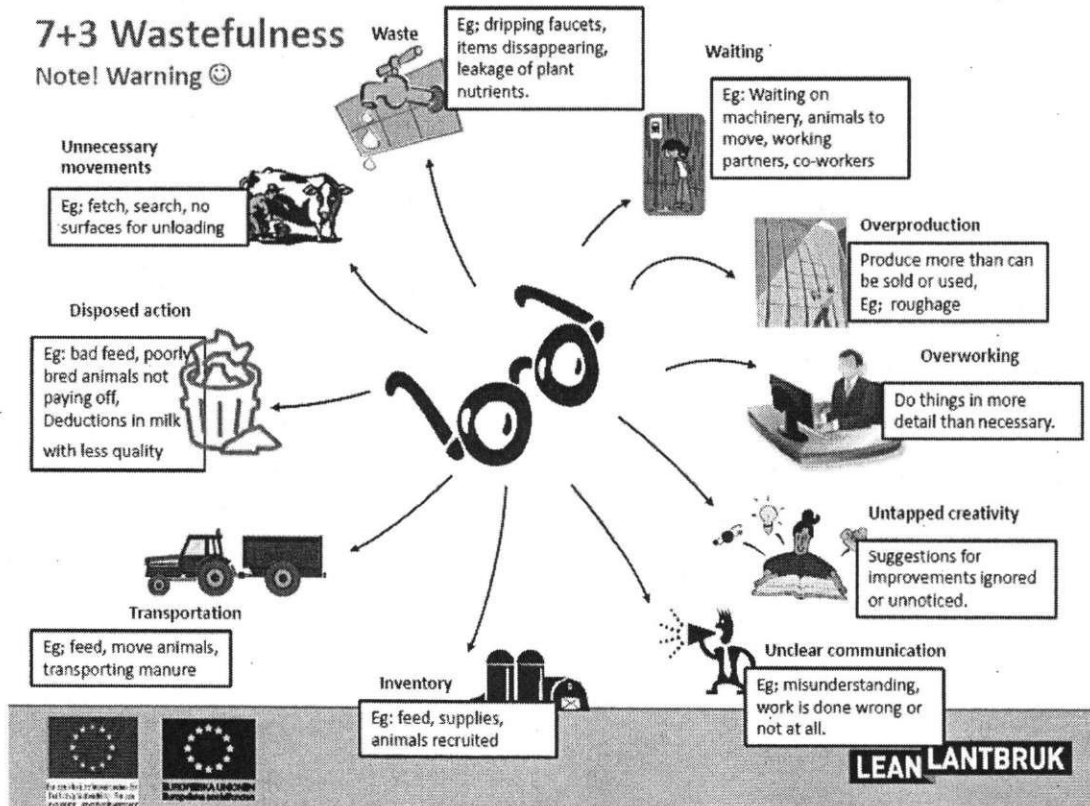 7+3 Wastefulness
Note! Warning ☺
Waste
Eg; dripping faucets,
items dissappearing,
leakage of plant
nutrients.
Waiting
Eg: Waiting on
machinery, animals to
move, working
partners, co-workers
Unnecessary
movements
Eg; fetch, search, no
surfaces for unloading
Overproduction
Produce more than can
be sold or used,
Eg; roughage
Disposed action
Eg: bad feed, poorly
bred animals not
paying off,
Deductions in milk
with less quality
Overworking
Do things in more
detail than necessary.
Untapped creativity
Suggestions for
improvements ignored
or unnoticed.
Transportation
Eg; feed, move animals,
transporting manure
Inventory
Eg: feed, supplies,
animals recruited
Unclear communication
Eg; misunderstanding,
work is done wrong or
not at all.
EUROPEISKA UNIONEN
LEAN LANTBRUK